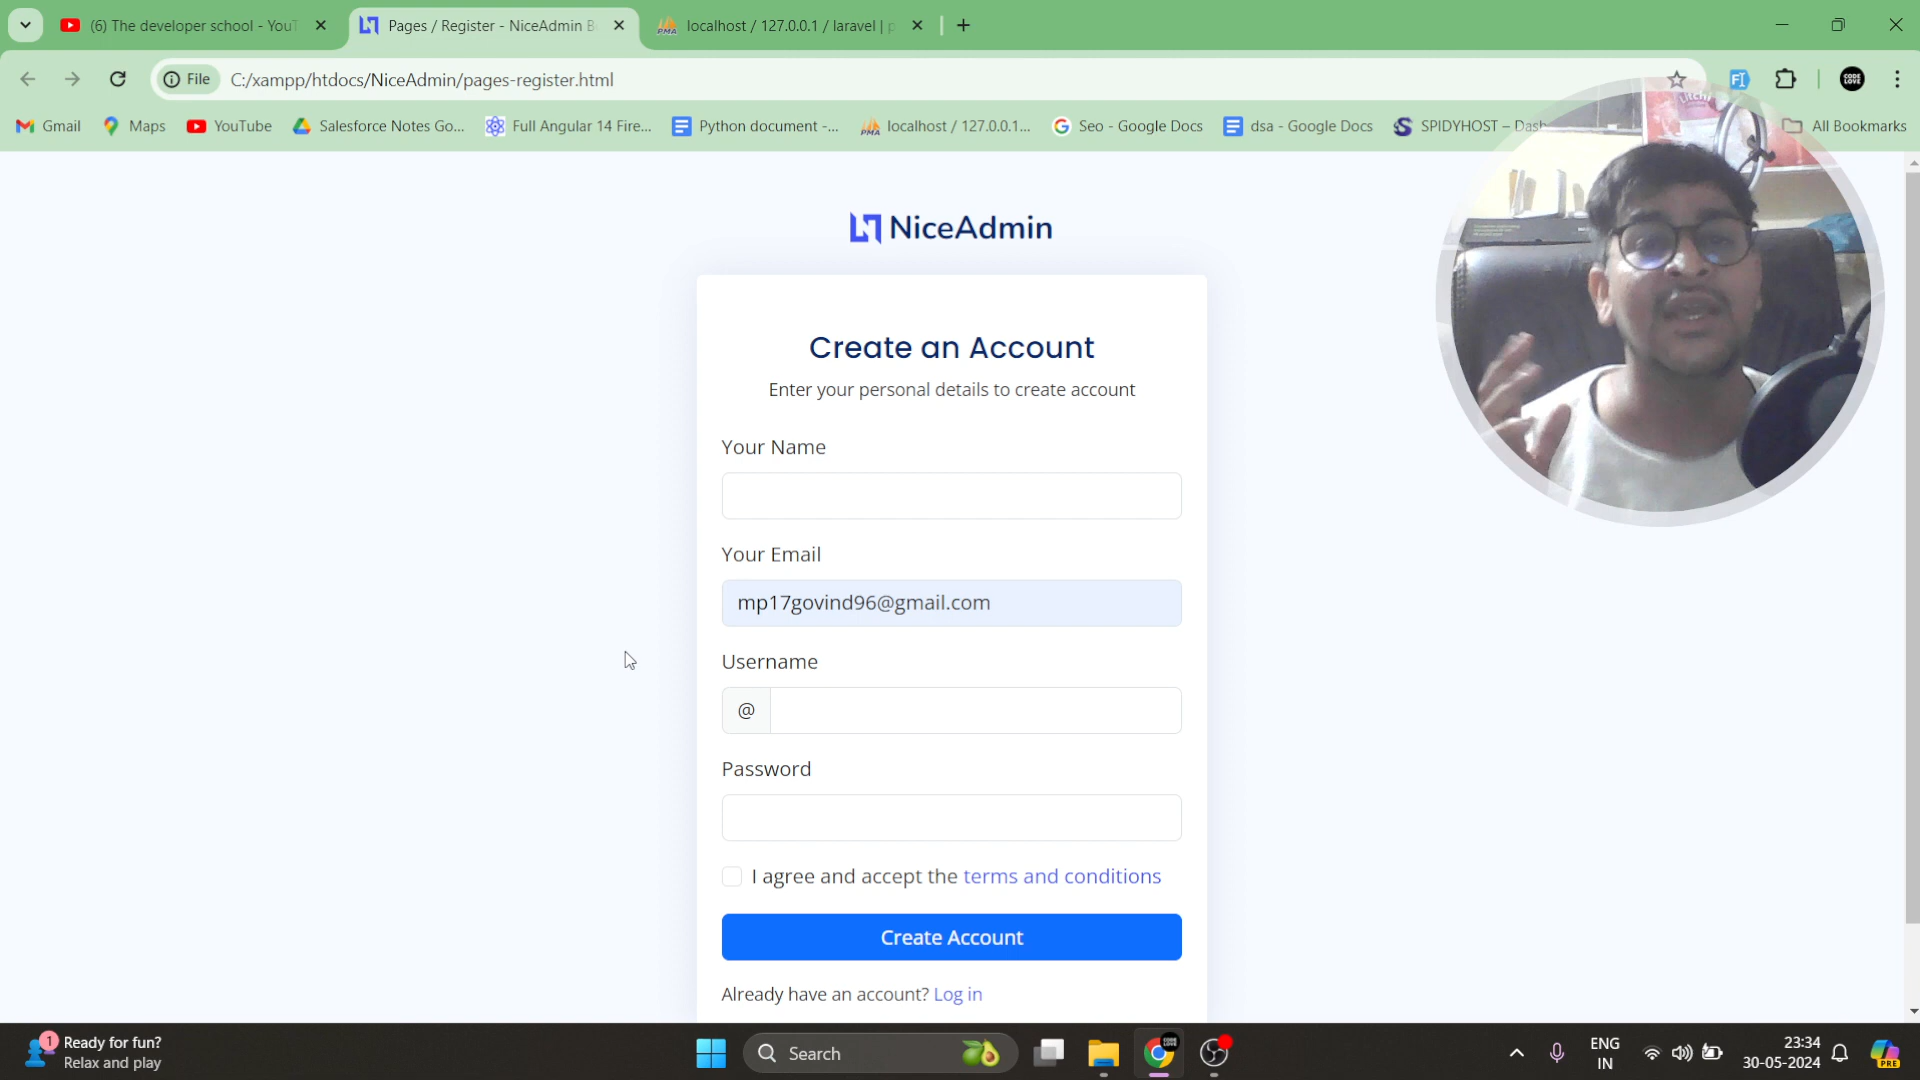 (6) The developer school - YouT
Pages / Register - NiceAdmin B
localhost / 127.0.0.1 / laravel | p
File
C:/xampp/htdocs/NiceAdmin/pages-register.html
Gmail
Maps
YouTube
Salesforce Notes Go...
Full Angular 14 Fire...
Python document -...
localhost / 127.0.0.1...
Seo - Google Docs
dsa - Google Docs
SPIDYHOST – Dash
All Bookmarks
NiceAdmin
Create an Account
Enter your personal details to create account
Your Name
Your Email
mp17govind96@gmail.com
Username
@
Password
I agree and accept the terms and conditions
Create Account
Already have an account? Log in
1
Ready for fun?
Relax and play
Search
ENG
IN
23:34
30-05-2024
PRE